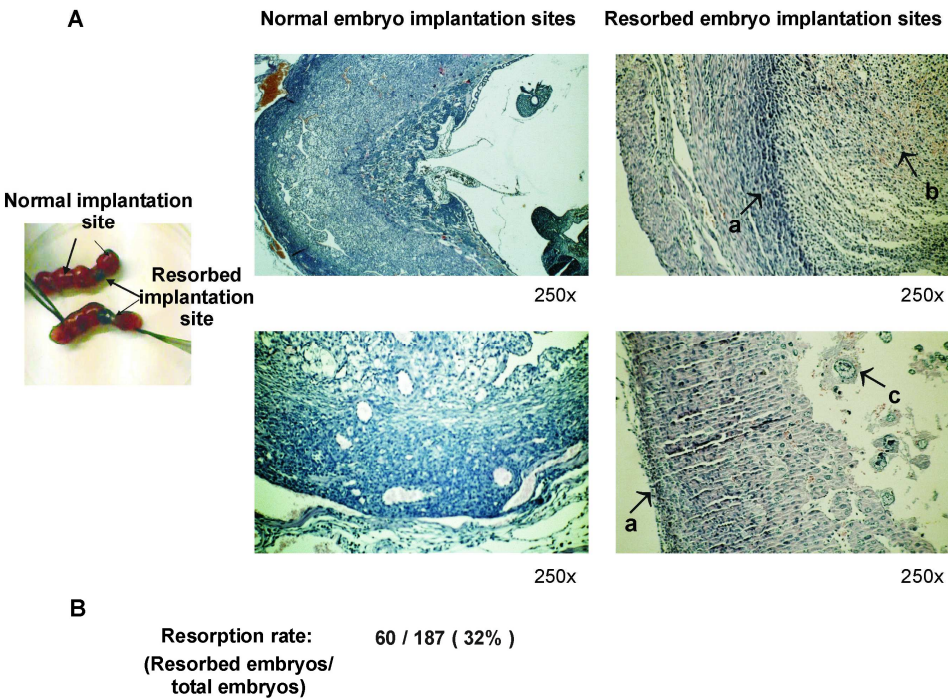 A
Normal embryo implantation sites
Resorbed embryo implantation sites
Normal implantation
site
Resorbed
implantation
site
a
b
250x
250x
a
c
250x
250x
B
Resorption rate:
60 / 187 ( 32% )
(Resorbed embryos/
total embryos)